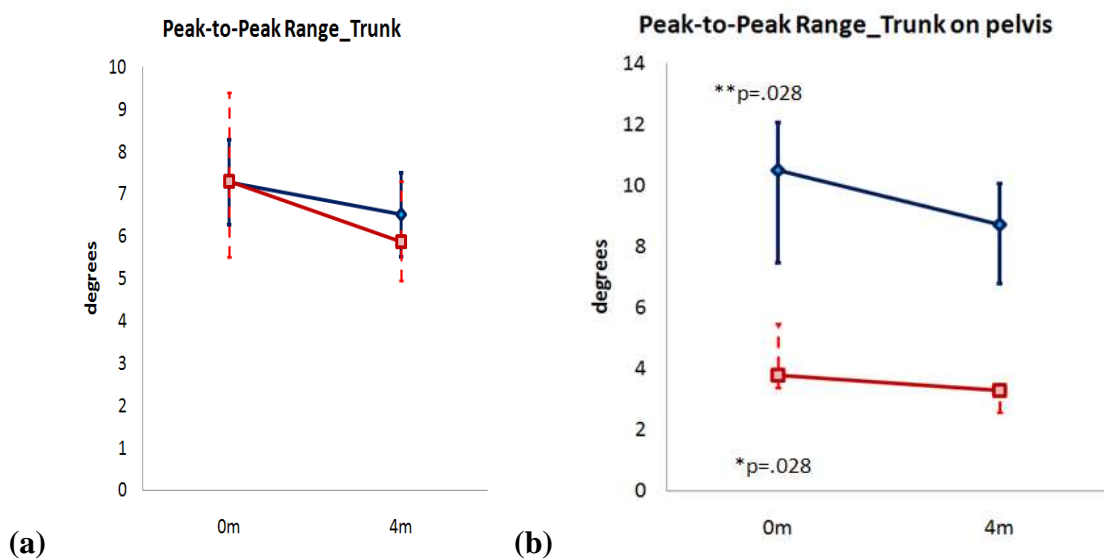 Peak-to-Peak Range_Trunk
10
9
8
7
6
5
4
3
2
1
0
degrees
0m
4m
(a)
Peak-to-Peak Range_Trunk on pelvis
14
12
10
8
6
4
2
0
degrees
**p=.028
*p=.028
0m
4m
(b)